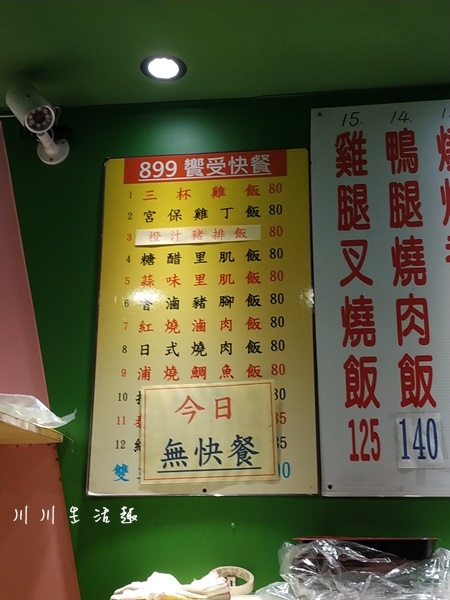 899 饗受快餐
1 三杯雞飯 80
2 宮保雞丁飯 80
3 橙汁豬排飯 80
4 糖醋里肌飯 80
5 蒜味里肌飯 80
6 滷豬腳飯 80
7 紅燒滷肉飯 80
8 日式燒肉飯 80
9 浦燒鯛魚飯 80
10 80
11
12
雙
今日
無快餐
15.
雞腿叉燒飯
125
14.
鴨腿燒肉飯
140
川川生活趣